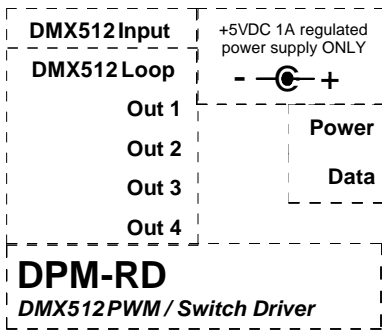 DMX512 Input
DMX512 Loop
Out 1
Out 2
Out 3
Out 4
+5VDC 1A regulated
power supply ONLY
- +
Power
Data
DPM-RD
DMX512 PWM / Switch Driver